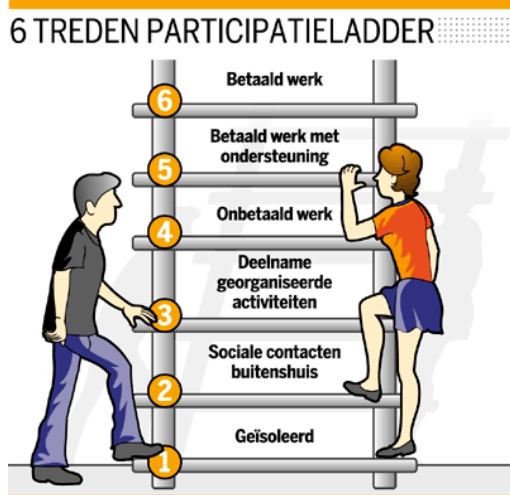 6 TREDEN PARTICIPATIELADDER
6
Betaald werk
5
Betaald werk met
ondersteuning
4
Onbetaald werk
3
Deelname
georganiseerde
activiteiten
2
Sociale contacten
buitenshuis
1
Geïsoleerd